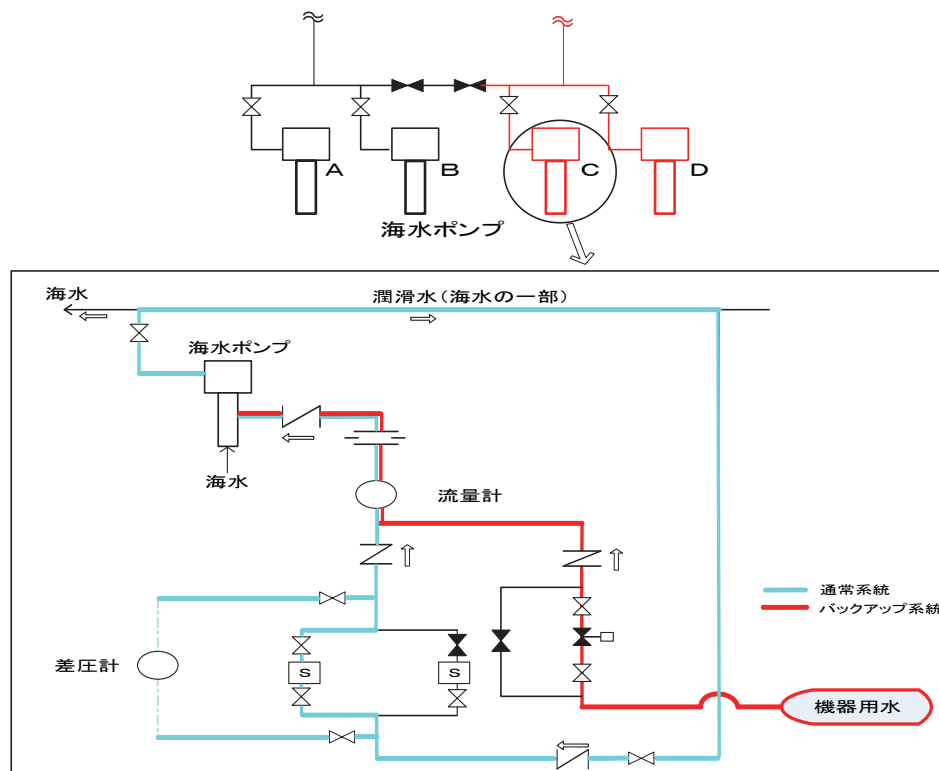 A
B
C
D
海水ポンプ
海水
潤滑水(海水の一部)
海水ポンプ
海水
流量計
通常系統
バックアップ系統
差圧計
S
S
機器用水